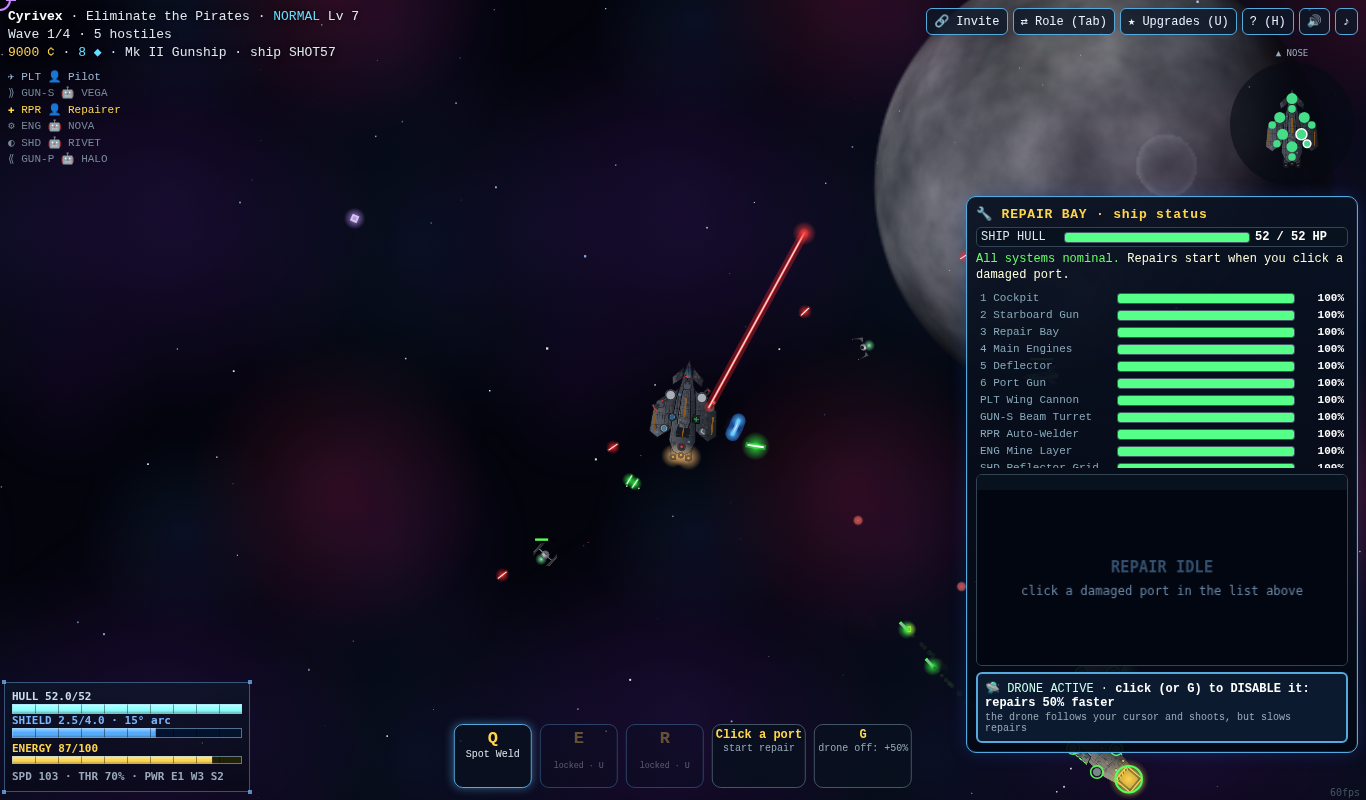 Cyrivex · Eliminate the Pirates · NORMAL Lv 7
Wave 1/4 · 5 hostiles
9000 ¢ · 8 ◆ · Mk II Gunship · ship SHOT57
✈ PLT 👤 Pilot
⟫ GUN-S 🤖 VEGA
✚ RPR 👤 Repairer
⚙ ENG 🤖 NOVA
◐ SHD 🤖 RIVET
⟪ GUN-P 🤖 HALO
🔗 Invite
⇄ Role (Tab)
★ Upgrades (U)
? (H)
🔊
♪
▲ NOSE
🔧 REPAIR BAY · ship status
SHIP HULL 52 / 52 HP
All systems nominal. Repairs start when you click a
damaged port.
1 Cockpit 100%
2 Starboard Gun 100%
3 Repair Bay 100%
4 Main Engines 100%
5 Deflector 100%
6 Port Gun 100%
PLT Wing Cannon 100%
GUN-S Beam Turret 100%
RPR Auto-Welder 100%
ENG Mine Layer 100%
SHD Reflector Grid 100%
REPAIR IDLE
click a damaged port in the list above
🛸 DRONE ACTIVE · click (or G) to DISABLE it:
repairs 50% faster
the drone follows your cursor and shoots, but slows
repairs
HULL 52.0/52
SHIELD 2.5/4.0 · 15° arc
ENERGY 87/100
SPD 103 · THR 70% · PWR E1 W3 S2
Q
Spot Weld
E
locked · U
R
locked · U
Click a port
start repair
G
drone off: +50%
60fps